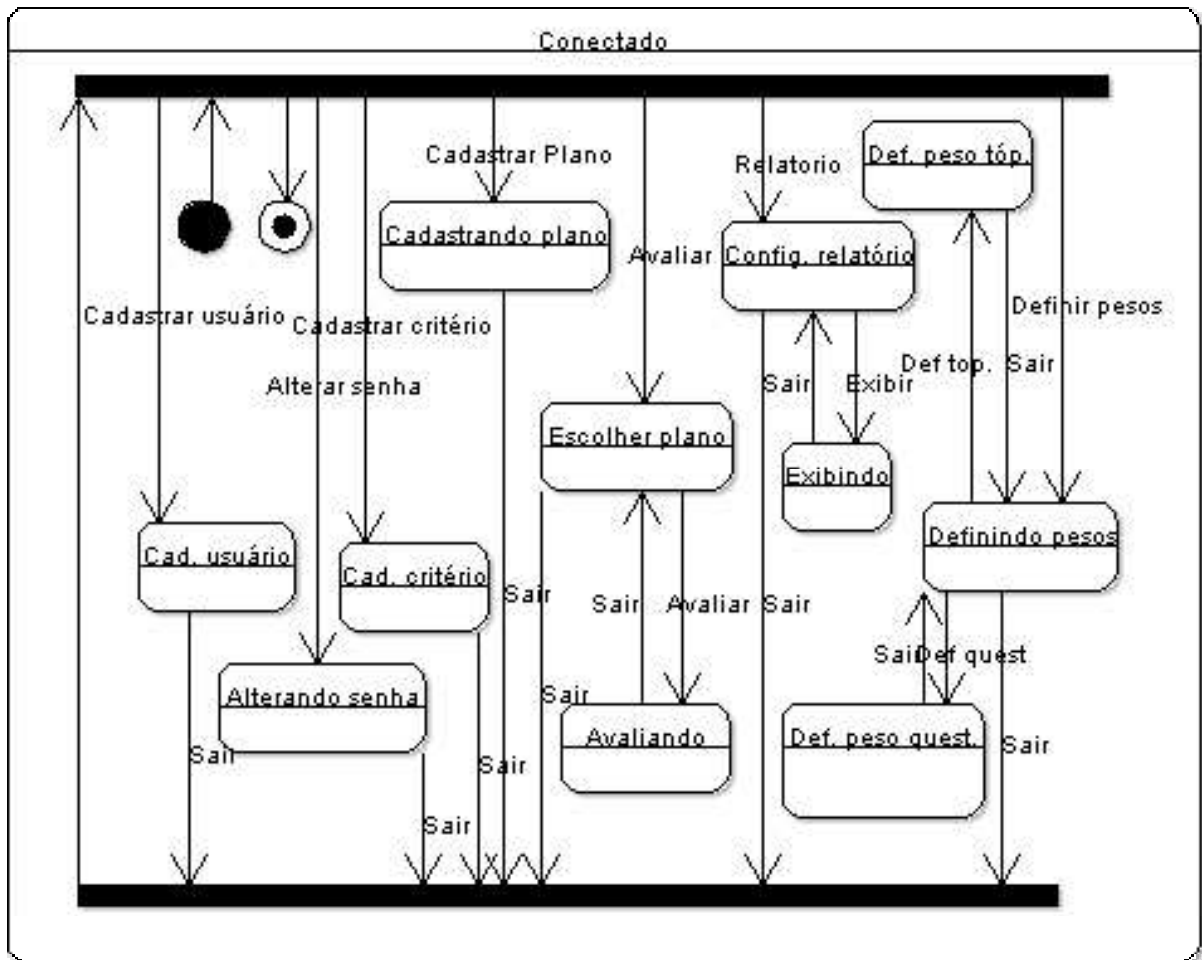 Conectado
Cadastrar Plano
Relatorio
Def. peso tóp.
Cadastrando plano
Avaliar
Config. relatório
Cadastrar usuário
Cadastrar critério
Definir pesos
Alterar senha
Sair
Exibir
Def top.
Sair
Escolher plano
Exibindo
Cad. usuário
Cad. critério
Definindo pesos
Sair
Sair
Avaliar
Sair
Sair
Def quest
Alterando senha
Sair
Avaliando
Def. peso quest.
Sair
Sair
Sair
Sair